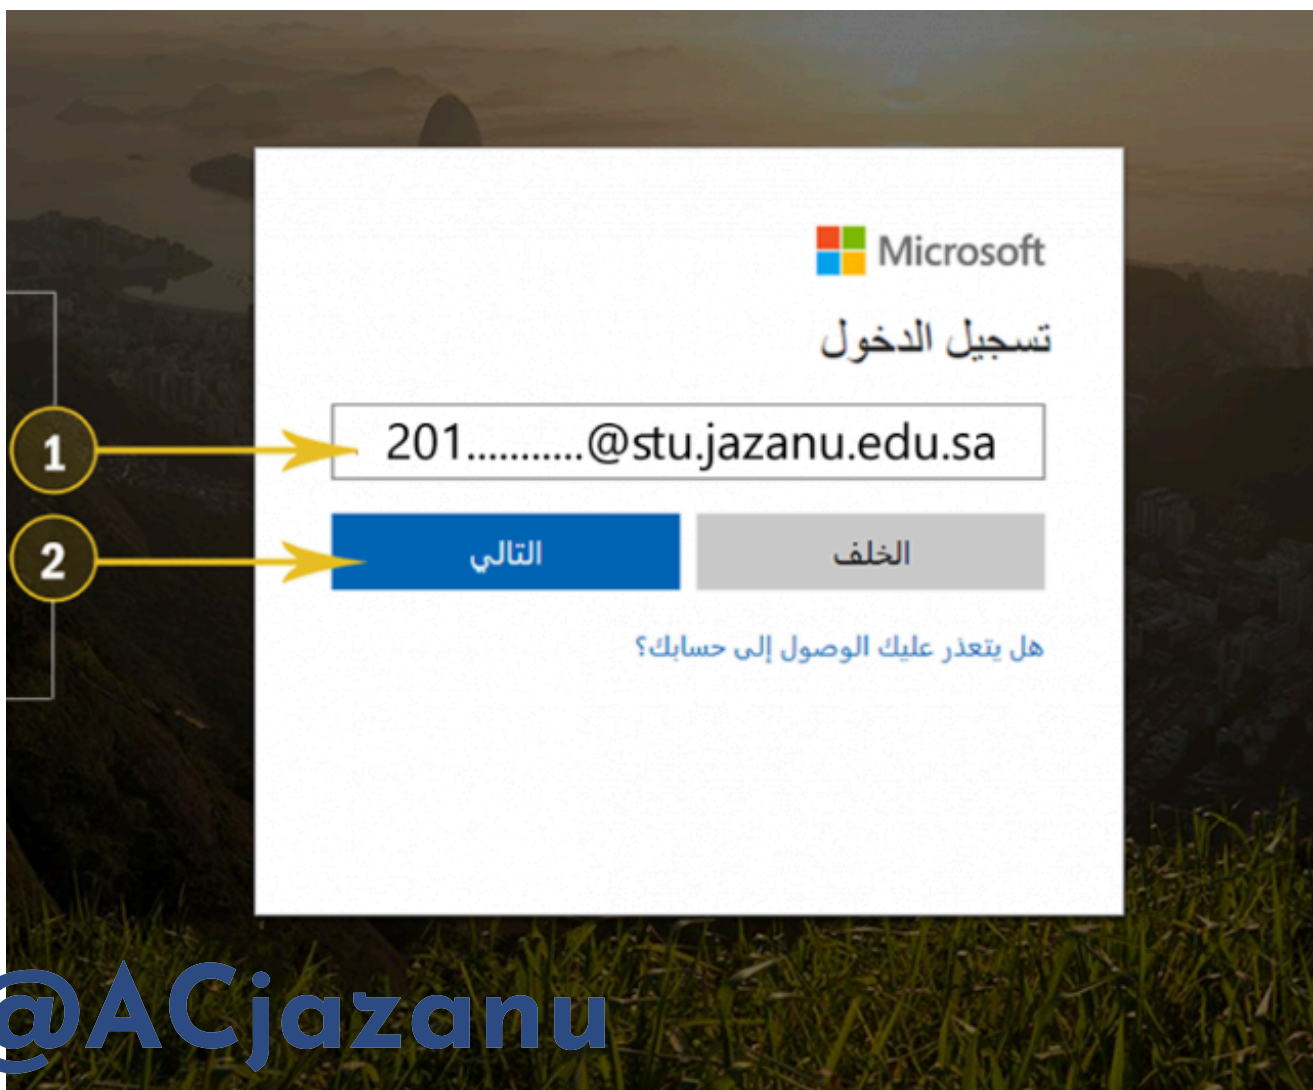 Microsoft
تسجيل الدخول
1
201...........@stu.jazanu.edu.sa
2
الخلف
التالي
هل يتعذر عليك الوصول إلى حسابك؟
@ACjazanu